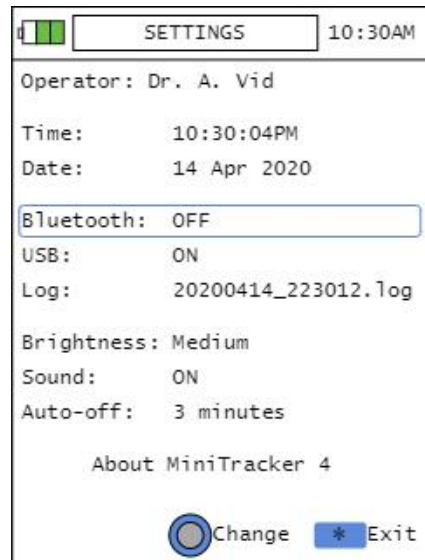 SETTINGS 10:30AM
Operator: Dr. A. Vid
Time: 10:30:04PM
Date: 14 Apr 2020
Bluetooth: OFF
USB: ON
Log: 20200414_223012.log
Brightness: Medium
Sound: ON
Auto-off: 3 minutes
About MiniTracker 4
Change * Exit